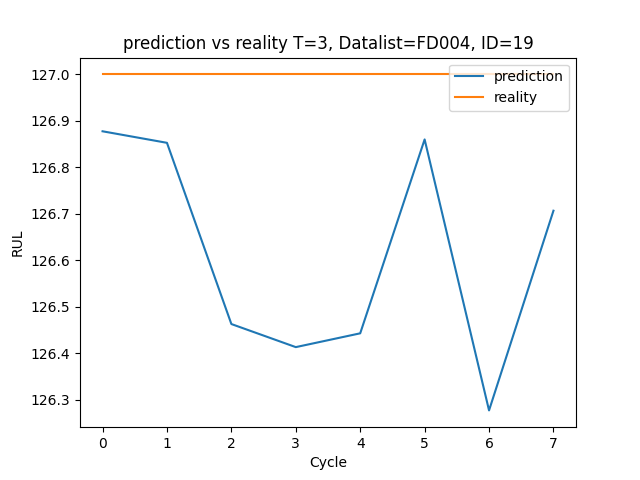 prediction vs reality T=3, Datalist=FD004, ID=19
127.0
126.9
126.8
126.7
126.6
126.5
126.4
126.3
RUL
prediction
reality
0 1 2 3 4 5 6 7
Cycle